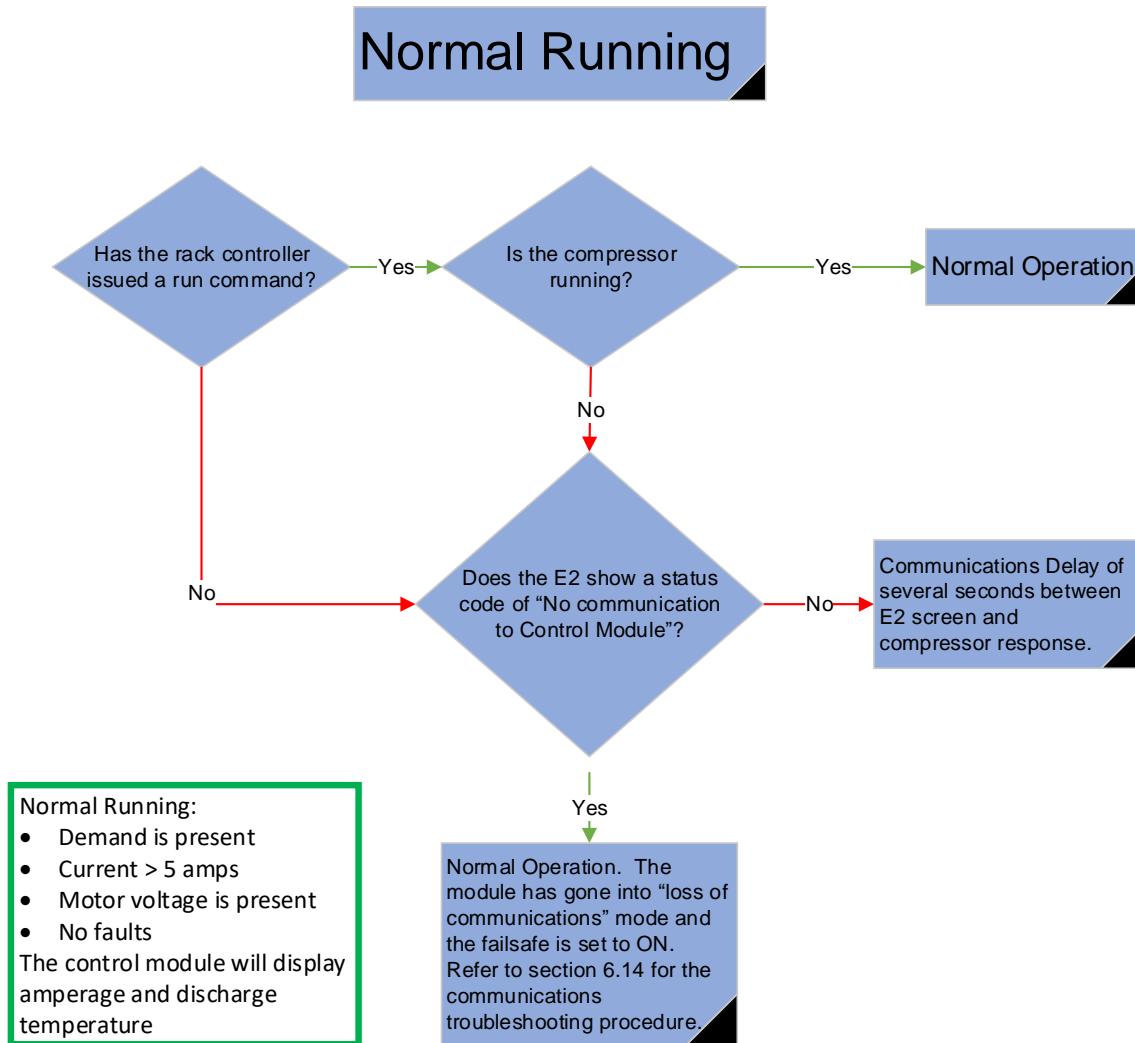 Normal Running
Has the rack controller
issued a run command?
Yes
Is the compressor
running?
Yes
Normal Operation
No
No
Does the E2 show a status
code of “No communication
to Control Module”?
No
Communications Delay of
several seconds between
E2 screen and
compressor response.
Yes
Normal Operation.  The
module has gone into “loss of
communications” mode and
the failsafe is set to ON.
Refer to section 6.14 for the
communications
troubleshooting procedure.
Normal Running:
• Demand is present
• Current > 5 amps
• Motor voltage is present
• No faults
The control module will display
amperage and discharge
temperature